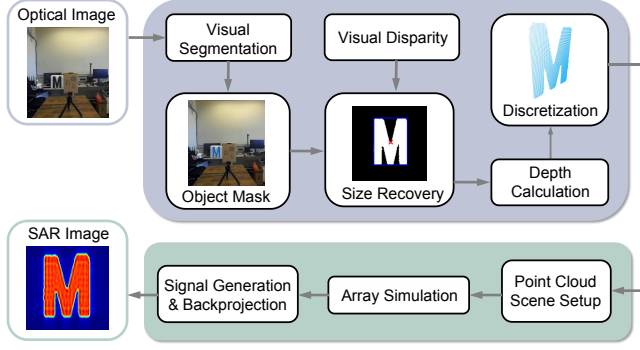 Optical Image
Visual
Segmentation
Visual Disparity
Discretization
Object Mask
Size Recovery
Depth
Calculation
SAR Image
Signal Generation
& Backprojection
Array Simulation
Point Cloud
Scene Setup
M
M
M
M
M